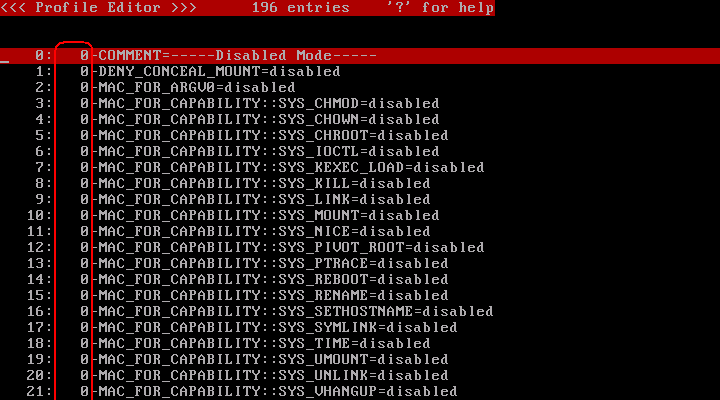 <<< Profile Editor >>> 196 entries '?' for help
0: 0-COMMENT=-----Disabled Mode-----
1: 0-DENY_CONCEAL_MOUNT=disabled
2: 0-MAC_FOR_ARGV0=disabled
3: 0-MAC_FOR_CAPABILITY::SYS_CHMOD=disabled
4: 0-MAC_FOR_CAPABILITY::SYS_CHOWN=disabled
5: 0-MAC_FOR_CAPABILITY::SYS_CHROOT=disabled
6: 0-MAC_FOR_CAPABILITY::SYS_IOCTL=disabled
7: 0-MAC_FOR_CAPABILITY::SYS_KEXEC_LOAD=disabled
8: 0-MAC_FOR_CAPABILITY::SYS_KILL=disabled
9: 0-MAC_FOR_CAPABILITY::SYS_LINK=disabled
10: 0-MAC_FOR_CAPABILITY::SYS_MOUNT=disabled
11: 0-MAC_FOR_CAPABILITY::SYS_NICE=disabled
12: 0-MAC_FOR_CAPABILITY::SYS_PIVOT_ROOT=disabled
13: 0-MAC_FOR_CAPABILITY::SYS_PTRACE=disabled
14: 0-MAC_FOR_CAPABILITY::SYS_REBOOT=disabled
15: 0-MAC_FOR_CAPABILITY::SYS_RENAME=disabled
16: 0-MAC_FOR_CAPABILITY::SYS_SETHOSTNAME=disabled
17: 0-MAC_FOR_CAPABILITY::SYS_SYMLINK=disabled
18: 0-MAC_FOR_CAPABILITY::SYS_TIME=disabled
19: 0-MAC_FOR_CAPABILITY::SYS_UMOUNT=disabled
20: 0-MAC_FOR_CAPABILITY::SYS_UNLINK=disabled
21: 0-MAC_FOR_CAPABILITY::SYS_VHANGUP=disabled